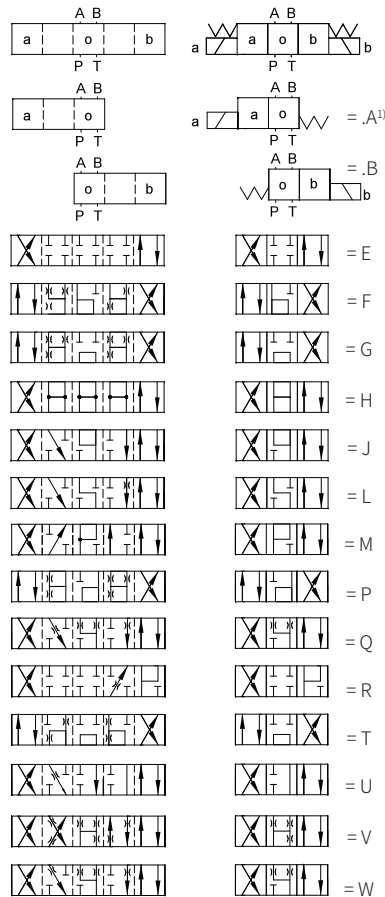 A B
a o b
P T
A B
a a o b b
P T
A B
a o
P T
A B
a a o
P T
= .A¹⁾
A B
o b
P T
A B
o b b
P T
= .B
= E
= F
= G
= H
= J
= L
= M
= P
= Q
= R
= T
= U
= V
= W